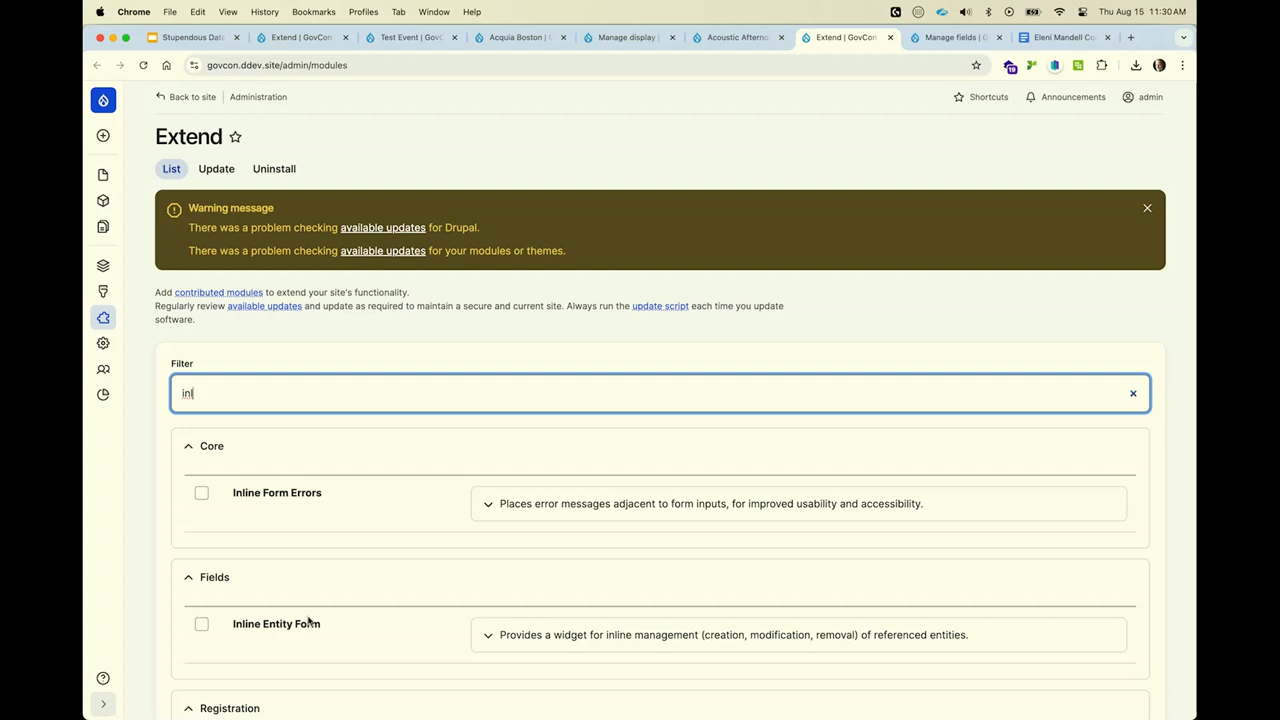 Chrome File Edit View History Bookmarks Profiles Tab Window Help Thu Aug 15 11:30 AM
Stupendous Date Extend | GovCon Test Event | GovC Acquia Boston | G Manage display | Acoustic Afterno Extend | GovCon Manage fields | G Eleni Mandell Co
govcon.ddev.site/admin/modules 19
Back to site Administration Shortcuts Announcements admin
Extend
List Update Uninstall
Warning message
There was a problem checking available updates for Drupal.
There was a problem checking available updates for your modules or themes.
Add contributed modules to extend your site's functionality.
Regularly review available updates and update as required to maintain a secure and current site. Always run the update script each time you update
software.
Filter
inl
Core
Inline Form Errors Places error messages adjacent to form inputs, for improved usability and accessibility.
Fields
Inline Entity Form Provides a widget for inline management (creation, modification, removal) of referenced entities.
Registration